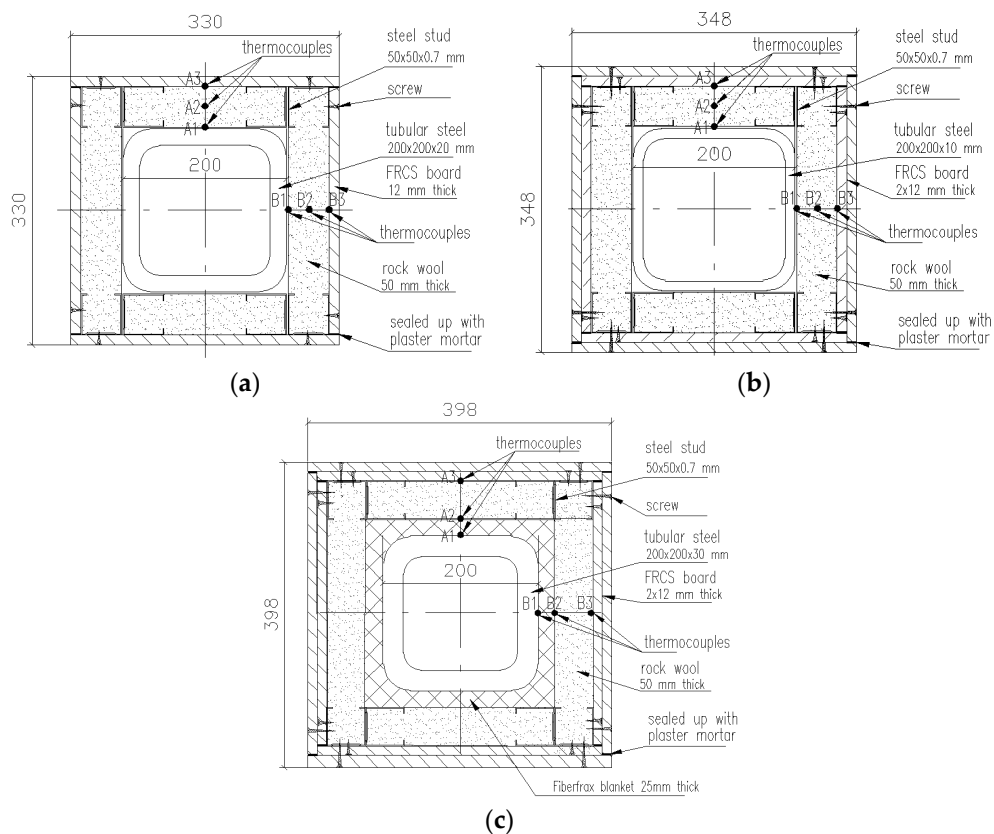 330
thermocouples
steel stud
50x50x0.7 mm
screw
tubular steel
200x200x20 mm
FRCS board
12 mm thick
thermocouples
rock wool
50 mm thick
sealed up with
plaster mortar
A3
A2
A1
200
B1
B2
B3
330
(a)
348
thermocouples
steel stud
50x50x0.7 mm
screw
tubular steel
200x200x10 mm
FRCS board
2x12 mm thick
thermocouples
rock wool
50 mm thick
sealed up with
plaster mortar
A3
A2
A1
200
B1
B2
B3
348
(b)
398
thermocouples
steel stud
50x50x0.7 mm
screw
tubular steel
200x200x30 mm
FRCS board
2x12 mm thick
thermocouples
rock wool
50 mm thick
sealed up with
plaster mortar
Fiberfrax blanket 25mm thick
A3
A2
A1
200
B1
B2
B3
398
(c)